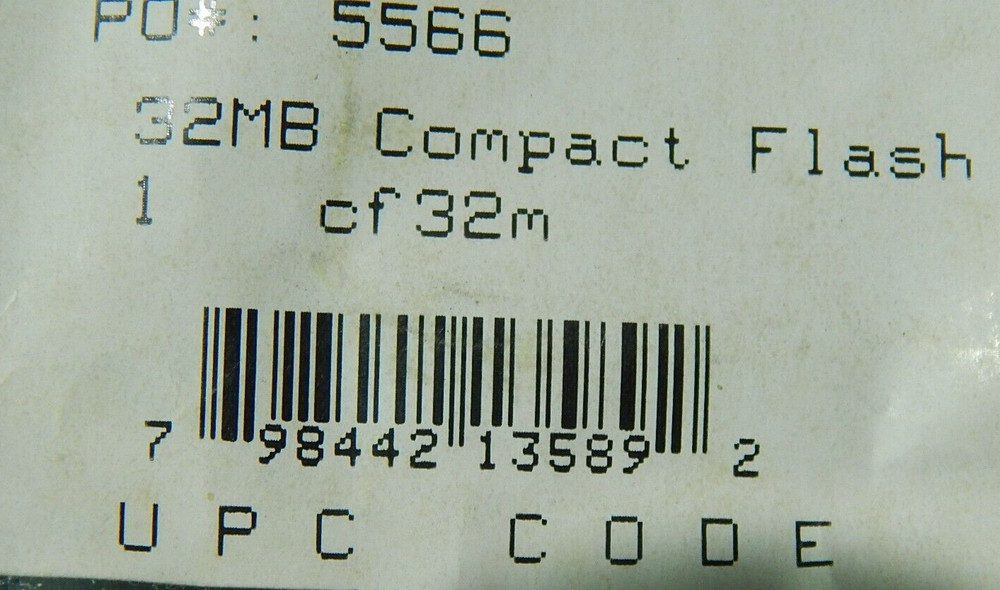 PO#: 5566
32MB Compact Flash
1 cf32m
7 98442 13589 2
UPC CODE